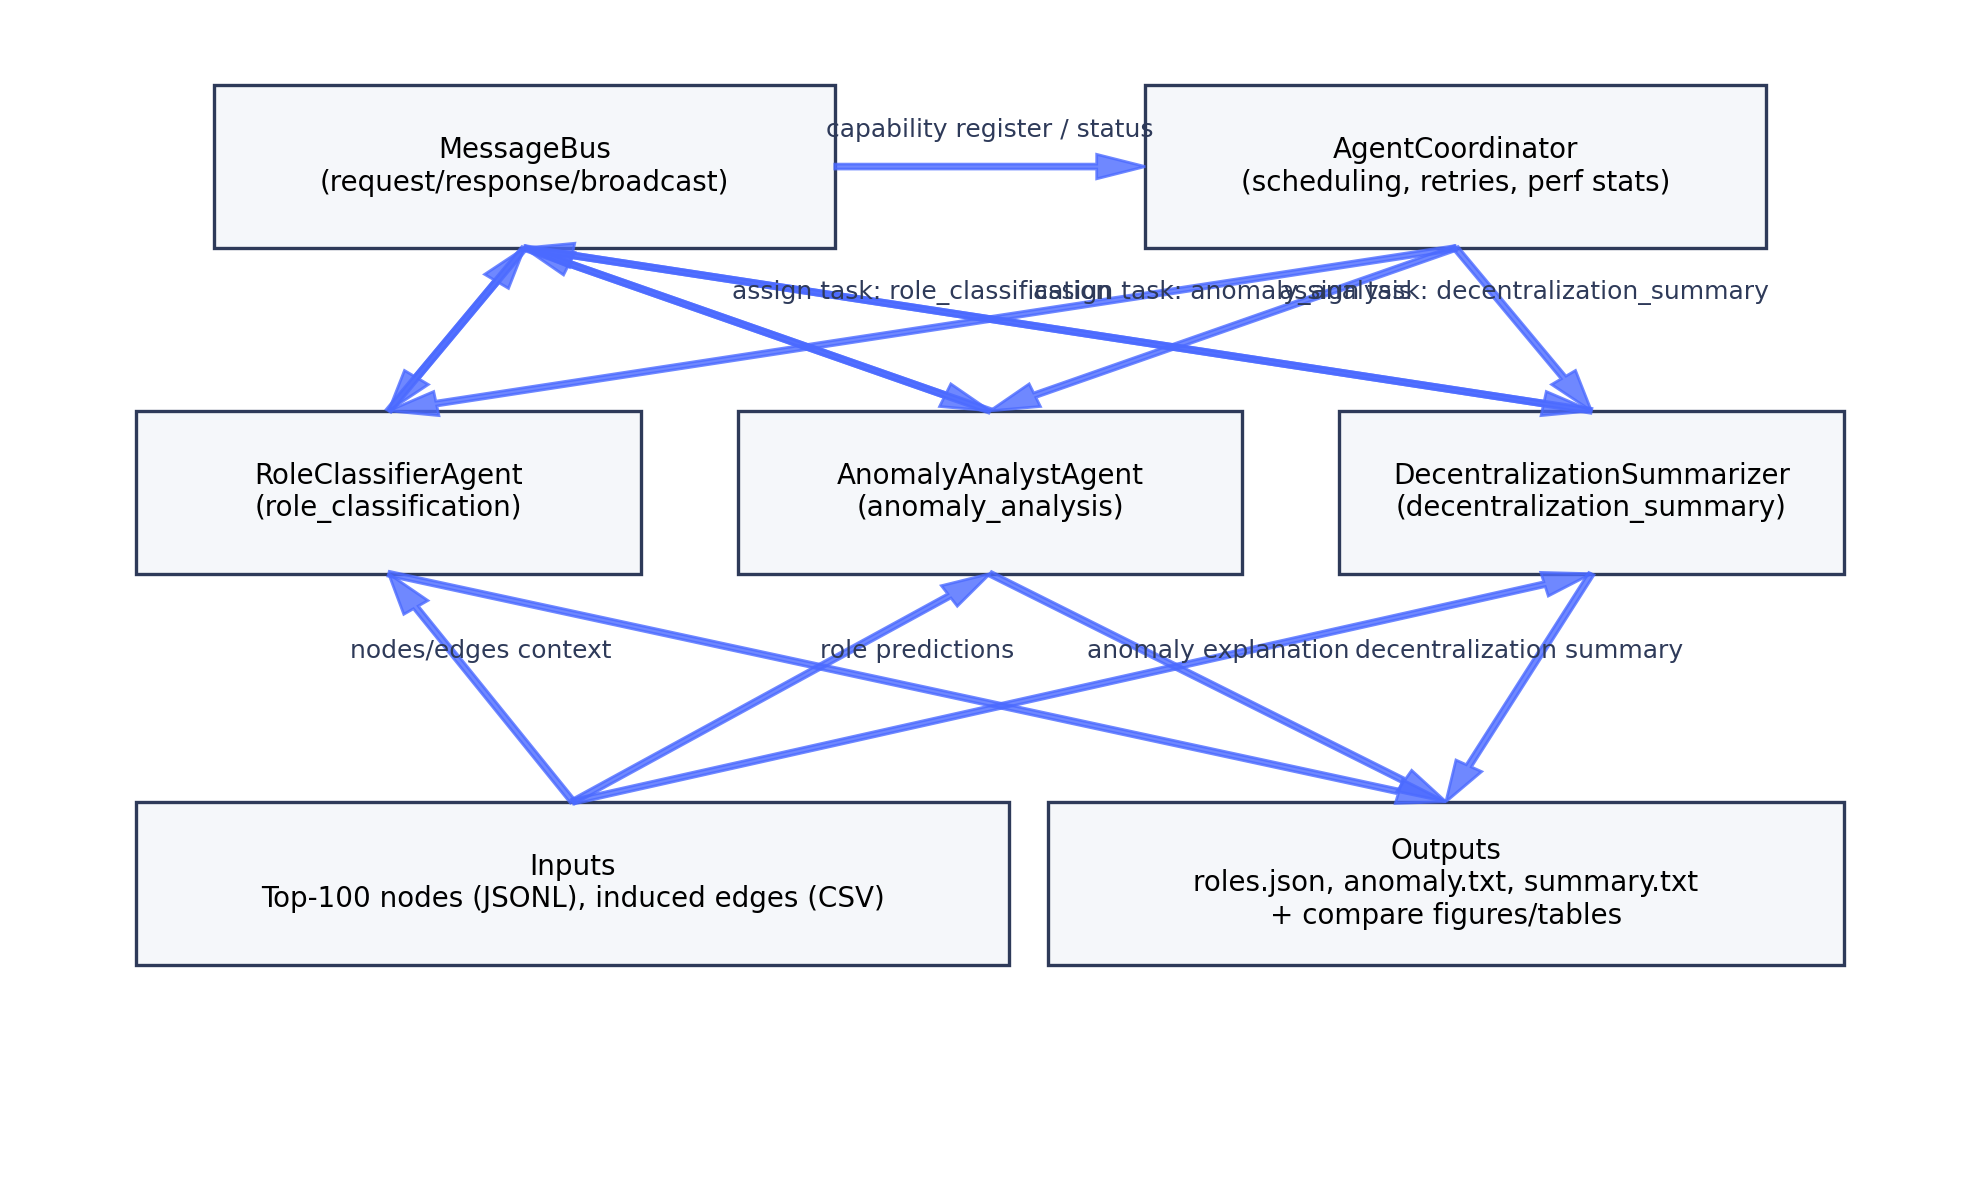 capability register / status
MessageBus
(request/response/broadcast)
AgentCoordinator
(scheduling, retries, perf stats)
assign task: role_classification
assign task: anomaly_analysis
assign task: decentralization_summary
RoleClassifierAgent
(role_classification)
AnomalyAnalystAgent
(anomaly_analysis)
DecentralizationSummarizer
(decentralization_summary)
nodes/edges context
role predictions
anomaly explanation
decentralization summary
Inputs
Top-100 nodes (JSONL), induced edges (CSV)
Outputs
roles.json, anomaly.txt, summary.txt
+ compare figures/tables